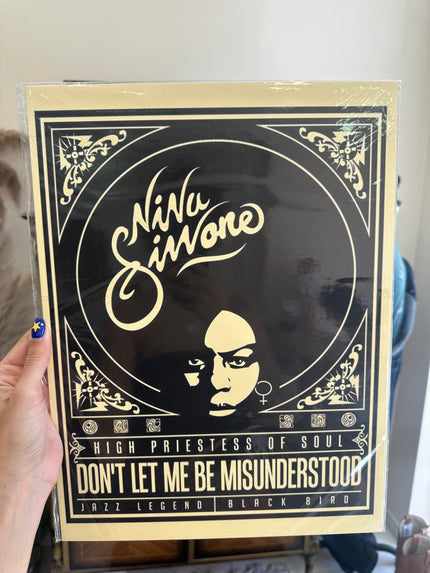 Nina
Simone
HIGH PRIESTESS OF SOUL
DON'T LET ME BE MISUNDERSTOOD
JAZZ LEGEND | BLACK BIRD